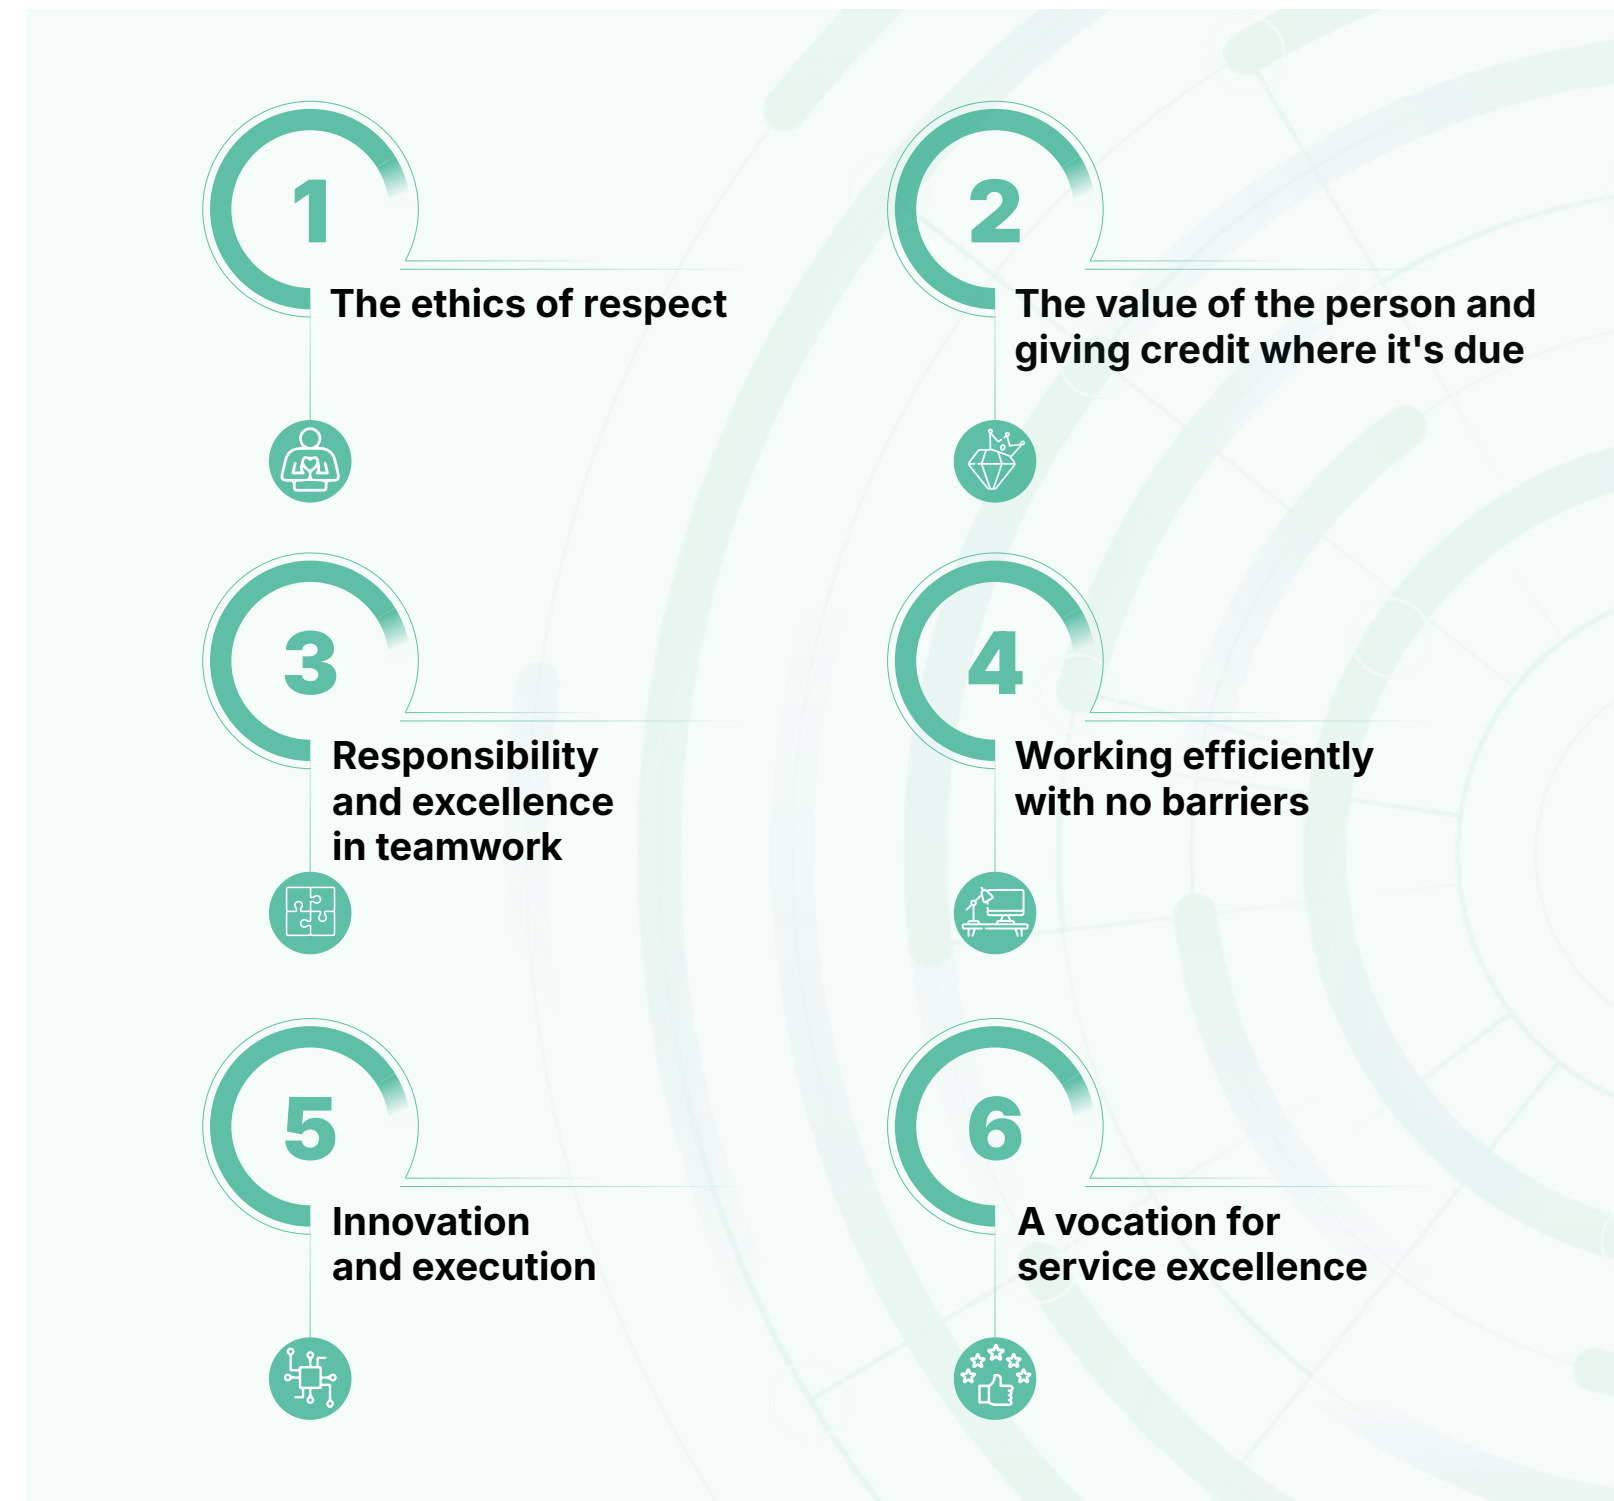 1
The ethics of respect
2
The value of the person and
giving credit where it's due
3
Responsibility
and excellence
in teamwork
4
Working efficiently
with no barriers
5
Innovation
and execution
6
A vocation for
service excellence